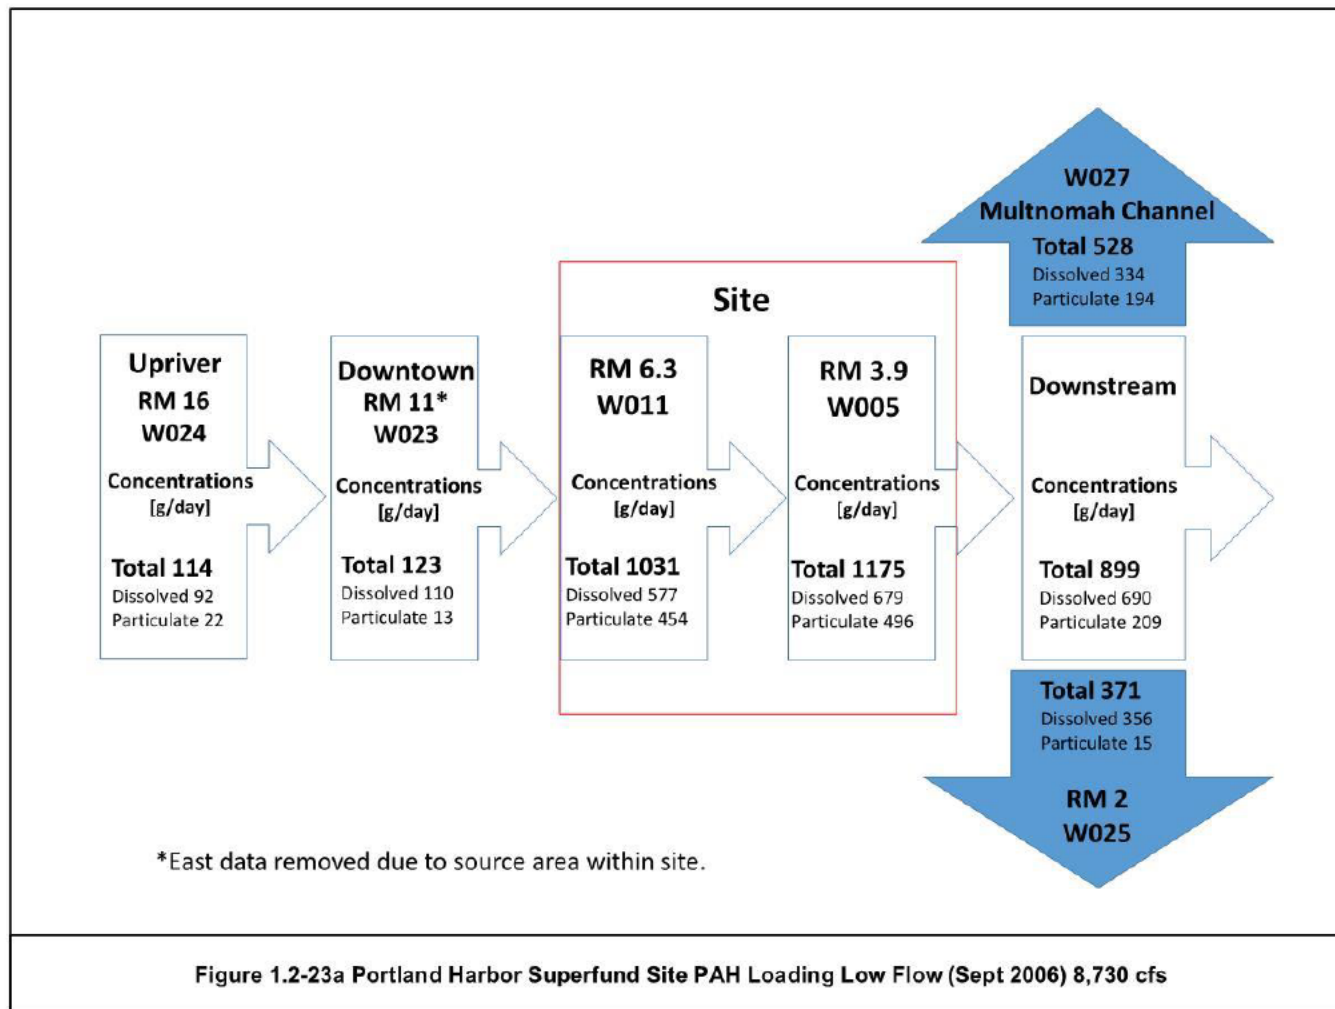 Upriver
RM 16
W024
Concentrations
[g/day]
Total 114
Dissolved 92
Particulate 22
Downtown
RM 11*
W023
Concentrations
[g/day]
Total 123
Dissolved 110
Particulate 13
Site
RM 6.3
W011
Concentrations
[g/day]
Total 1031
Dissolved 577
Particulate 454
RM 3.9
W005
Concentrations
[g/day]
Total 1175
Dissolved 679
Particulate 496
W027
Multnomah Channel
Total 528
Dissolved 334
Particulate 194
Downstream
Concentrations
[g/day]
Total 899
Dissolved 690
Particulate 209
Total 371
Dissolved 356
Particulate 15
RM 2
W025
*East data removed due to source area within site.
Figure 1.2-23a Portland Harbor Superfund Site PAH Loading Low Flow (Sept 2006) 8,730 cfs